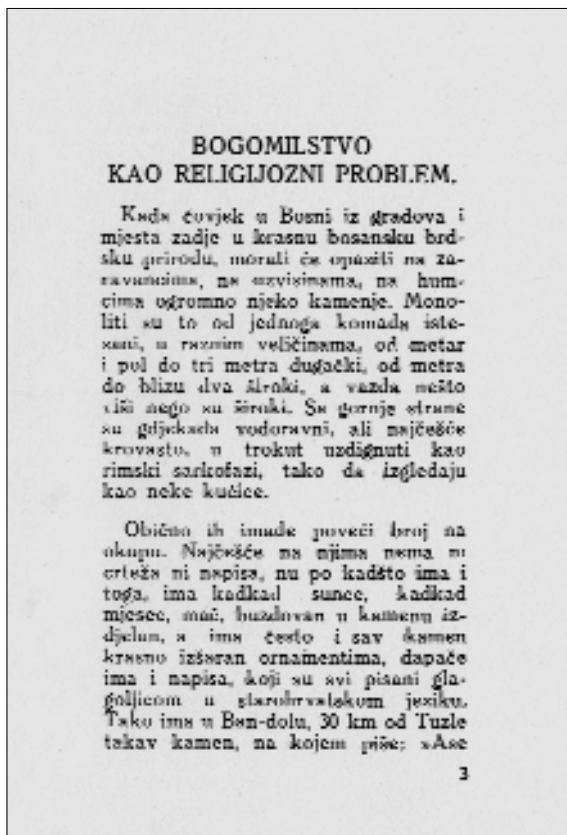 BOGOMILSTVO
KAO RELIGIJOZNI PROBLEM.
Kada čovjek u Bosni iz gradova i
mjesta zadje u krasnu bosansku brd-
sku prirodu, morati će opaziti na za-
ravancima, na uzvisinama, na hum-
cima ogromno njeko kamenje. Mono-
liti su to od jednoga komada iste-
sani, u raznim veličinama, od metar
i pol do tri metra dugački, od metra
do blizu dva široki, a vazda nešto
viši nego su široki. Sa gornje strane
su gdjekada vodoravni, ali najčešće
krovasto, u trokut uzdignuti kao
rimski sarkofazi, tako da izgledaju
kao neke kućice.
Obično ih imade poveći broj na
okupu. Najčešće na njima nema ni
crteža ni napisa, nu po kadšto ima i
toga, ima kadkad sunce, kadkad
mjesec, mač, buzdovan u kamenu iz-
djelan, a ima često i sav kamen
krasno izšaran ornamentima, dapače
ima i napisa, koji su svi pisani gla-
goljicom u starohrvatskom jeziku.
Tako ima u Ban-dolu, 30 km od Tuzle
takav kamen, na kojem piše: »Ase
3